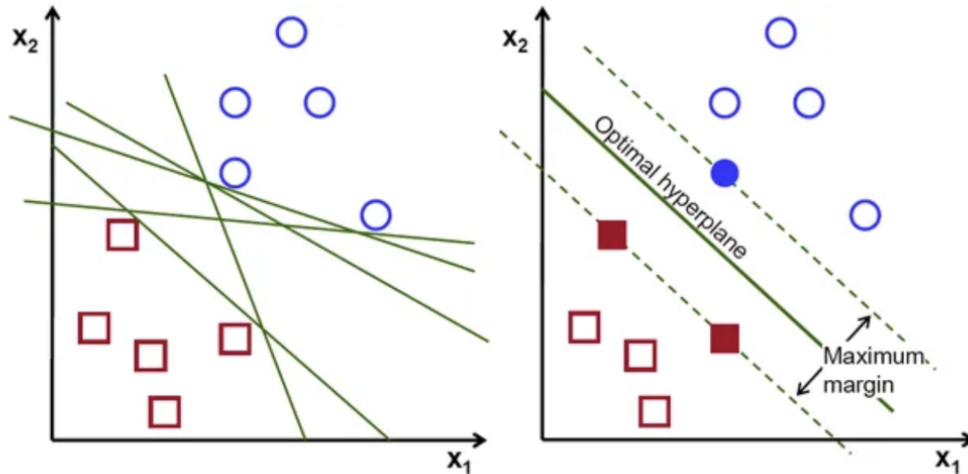 x₂
x₁
x₂
Optimal hyperplane
Maximum
margin
x₁